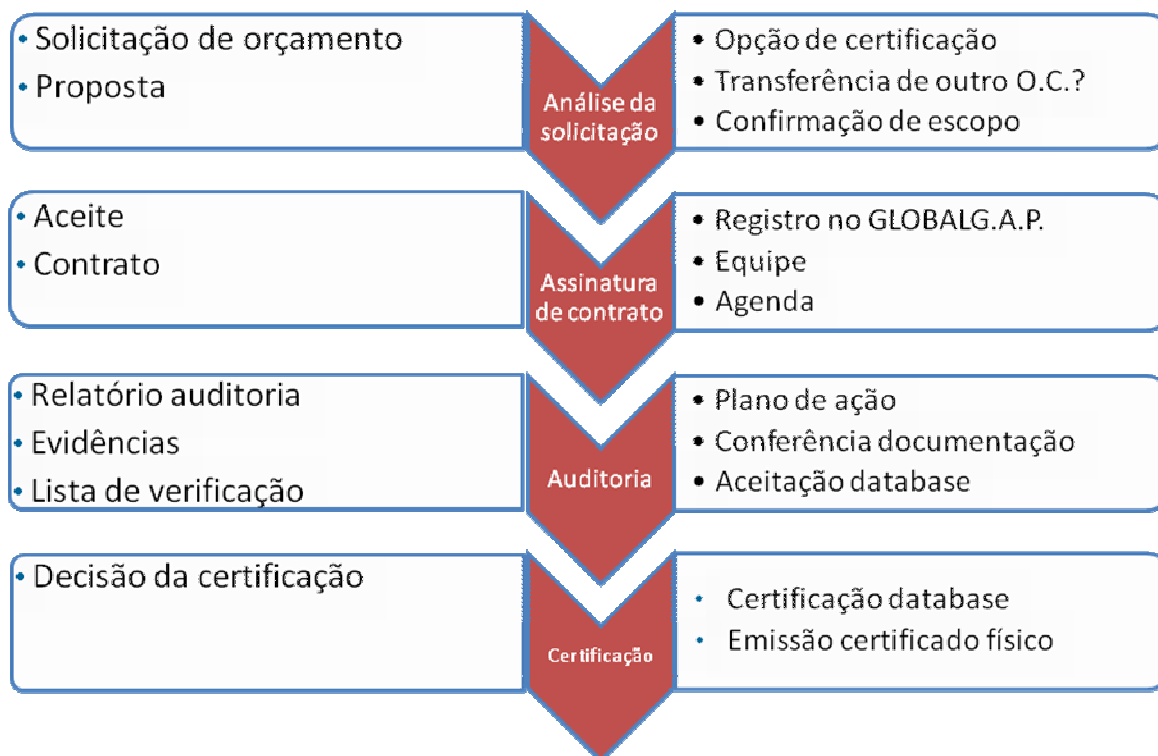 • Solicitação de orçamento
• Proposta
Análise da
solicitação
• Opção de certificação
• Transferência de outro O.C.?
• Confirmação de escopo
• Aceite
• Contrato
Assinatura
de contrato
• Registro no GLOBALG.A.P.
• Equipe
• Agenda
• Relatório auditoria
• Evidências
• Lista de verificação
Auditoria
• Plano de ação
• Conferência documentação
• Aceitação database
• Decisão da certificação
Certificação
• Certificação database
• Emissão certificado físico